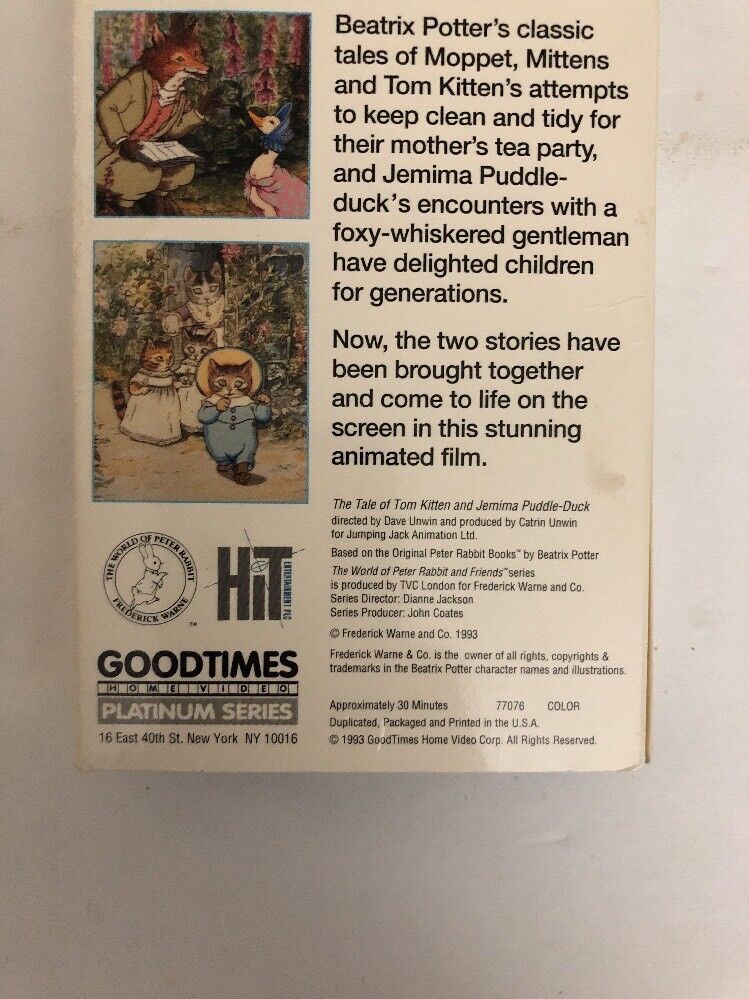 Beatrix Potter's classic
tales of Moppet, Mittens
and Tom Kitten's attempts
to keep clean and tidy for
their mother's tea party,
and Jemima Puddle-
duck's encounters with a
foxy-whiskered gentleman
have delighted children
for generations.
Now, the two stories have
been brought together
and come to life on the
screen in this stunning
animated film.
The Tale of Tom Kitten and Jemima Puddle-Duck
directed by Dave Unwin and produced by Catrin Unwin
for Jumping Jack Animation Ltd.
Based on the Original Peter Rabbit Books™ by Beatrix Potter
The World of Peter Rabbit and Friends™ series
is produced by TVC London for Frederick Warne and Co.
Series Director: Dianne Jackson
Series Producer: John Coates
© Frederick Warne and Co. 1993
Frederick Warne & Co. is the owner of all rights, copyrights &
trademarks in the Beatrix Potter character names and illustrations.
Approximately 30 Minutes 77076 COLOR
Duplicated, Packaged and Printed in the U.S.A.
© 1993 GoodTimes Home Video Corp. All Rights Reserved.
THE WORLD OF PETER RABBIT
FREDERICK WARNE
TM
HiT
ENTERTAINMENT PLC
GOODTIMES
HOME VIDEO
PLATINUM SERIES
16 East 40th St. New York NY 10016